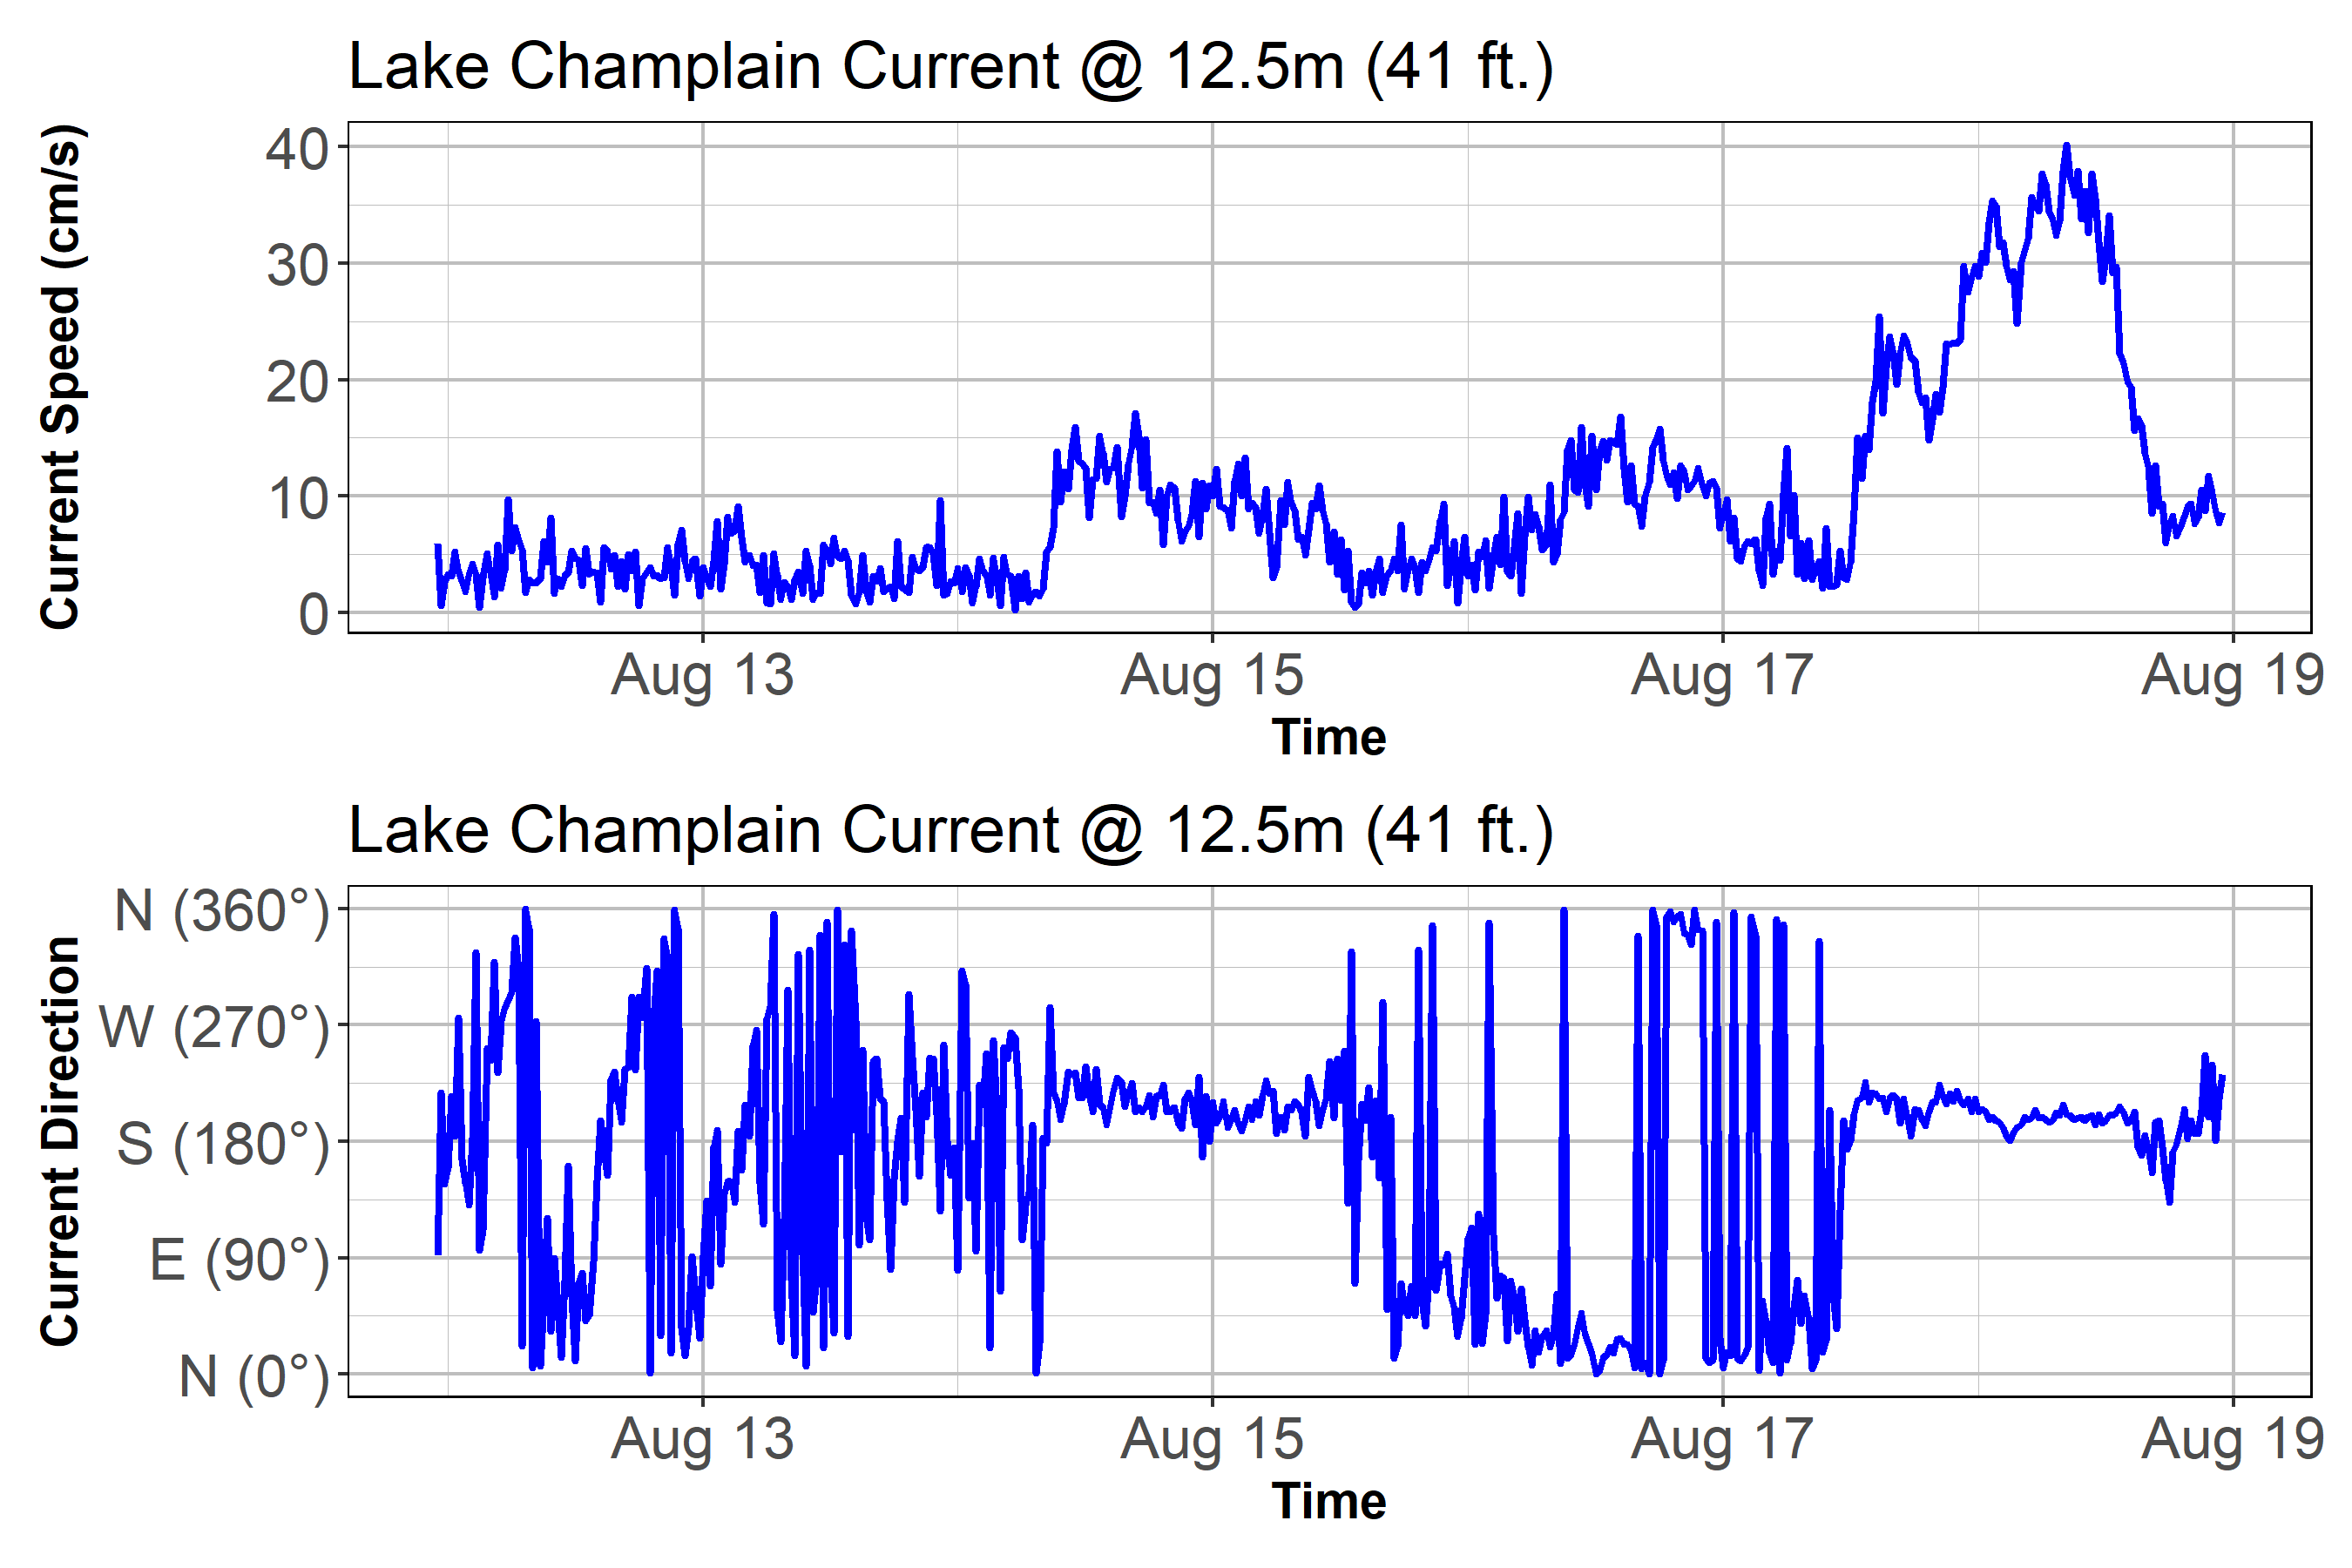 Lake Champlain Current @ 12.5m (41 ft.)
Current Speed (cm/s)
40
30
20
10
0
Aug 13
Aug 15
Aug 17
Aug 19
Time
Lake Champlain Current @ 12.5m (41 ft.)
Current Direction
N (360°)
W (270°)
S (180°)
E (90°)
N (0°)
Aug 13
Aug 15
Aug 17
Aug 19
Time